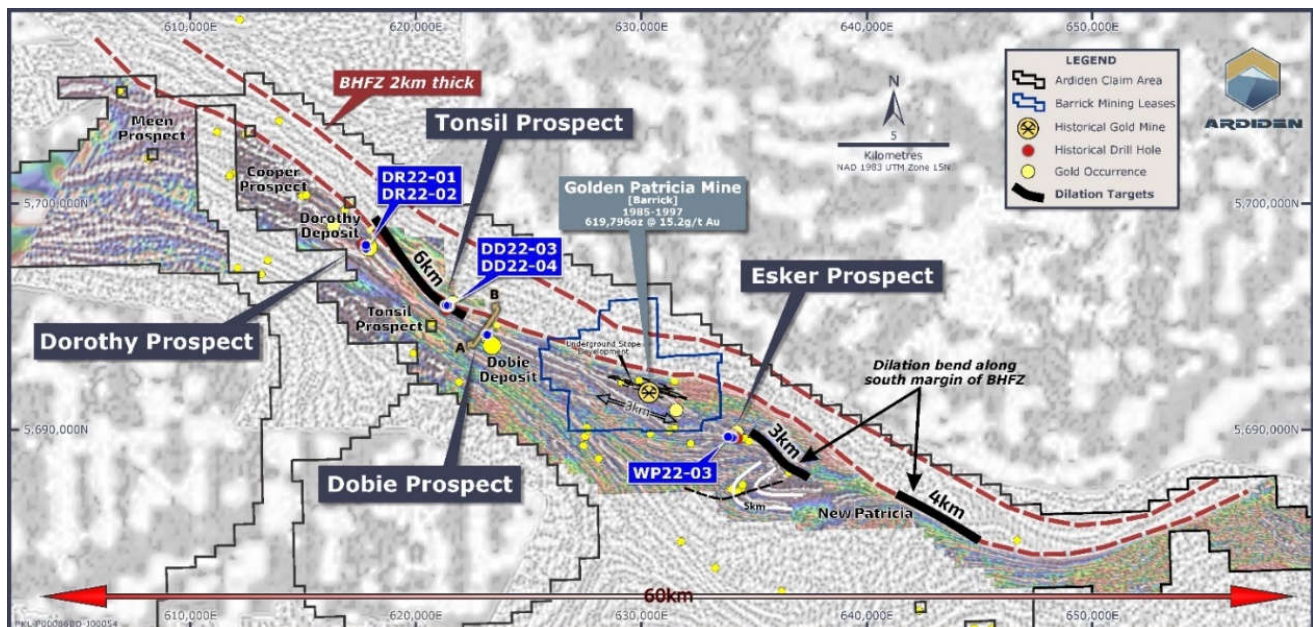 610,000E
620,000E
630,000E
640,000E
650,000E
BHFZ 2km thick
Tonsil Prospect
N
5
Kilometres
NAD 1983 UTM Zone 15N
LEGEND
Ardiden Claim Area
Barrick Mining Leases
Historical Gold Mine
Historical Drill Hole
Gold Occurrence
Dilation Targets
ARDIDEN
Meen
Prospect
Cooper
Prospect
DR22-01
DR22-02
Golden Patricia Mine
[Barrick]
1985-1997
619,796oz @ 15.2g/t Au
5,700,000N
5,700,000N
Dorothy
Deposit
6km
DD22-03
DD22-04
Esker Prospect
B
A
Tonsil
Prospect
Dorothy Prospect
Dobie
Deposit
Underground Stope
Development
3km
Dilation bend along
south margin of BHFZ
5,690,000N
5,690,000N
3km
WP22-03
Dobie Prospect
5km
New Patricia
4km
60km
610,000E
620,000E
630,000E
640,000E
650,000E